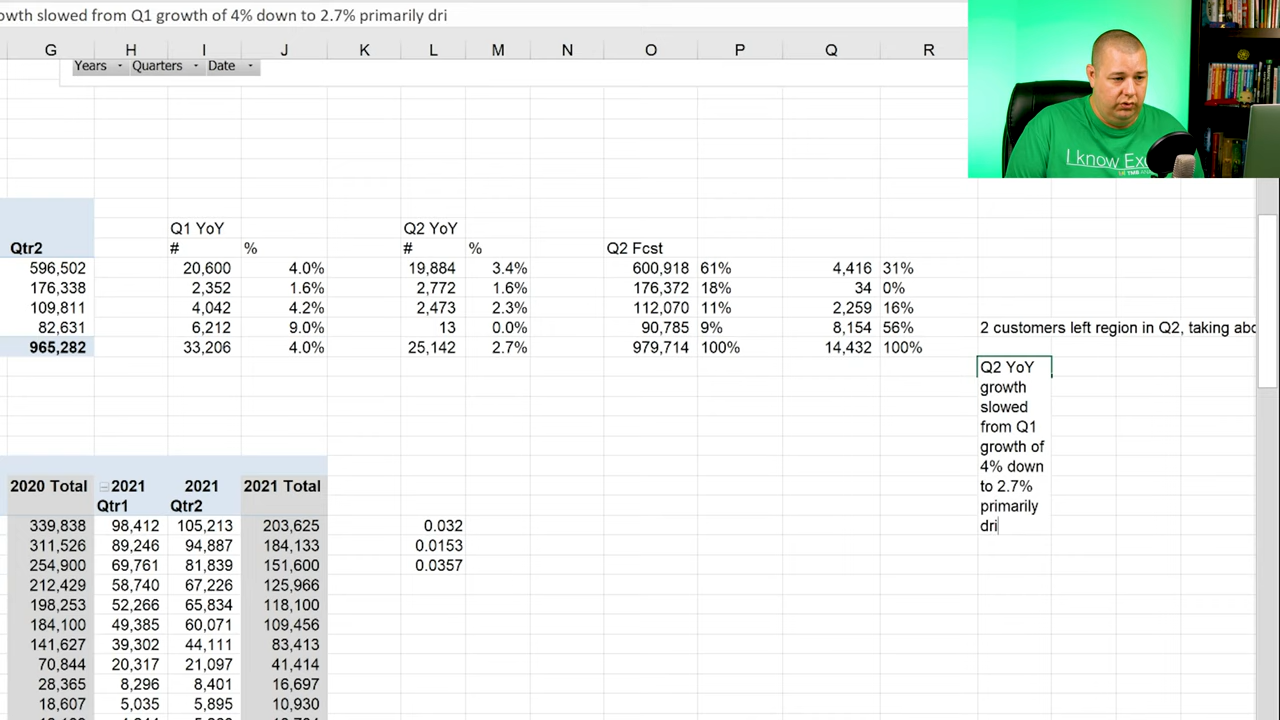 owth slowed from Q1 growth of 4% down to 2.7% primarily dri
G H I J K L M N O P Q R
Years Quarters Date
I know Exc
Q1 YoY Q2 YoY
Qtr2 # % # % Q2 Fcst
596,502 20,600 4.0% 19,884 3.4% 600,918 61% 4,416 31%
176,338 2,352 1.6% 2,772 1.6% 176,372 18% 34 0%
109,811 4,042 4.2% 2,473 2.3% 112,070 11% 2,259 16%
82,631 6,212 9.0% 13 0.0% 90,785 9% 8,154 56% 2 customers left region in Q2, taking abo
965,282 33,206 4.0% 25,142 2.7% 979,714 100% 14,432 100%
Q2 YoY
growth
slowed
from Q1
growth of
4% down
to 2.7%
primarily
dri
2020 Total 2021 2021 2021 Total
Qtr1 Qtr2
339,838 98,412 105,213 203,625 0.032
311,526 89,246 94,887 184,133 0.0153
254,900 69,761 81,839 151,600 0.0357
212,429 58,740 67,226 125,966
198,253 52,266 65,834 118,100
184,100 49,385 60,071 109,456
141,627 39,302 44,111 83,413
70,844 20,317 21,097 41,414
28,365 8,296 8,401 16,697
18,607 5,035 5,895 10,930